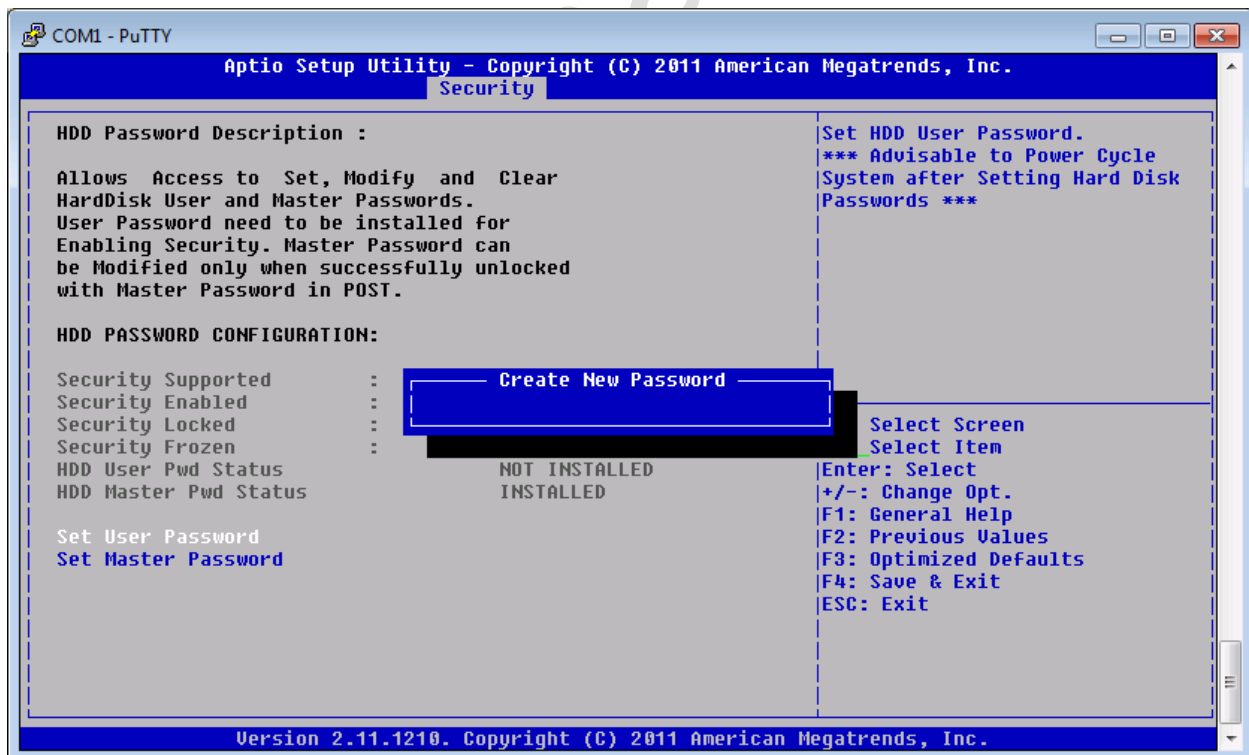 COM1 - PuTTY
Aptio Setup Utility - Copyright (C) 2011 American Megatrends, Inc.
Security
HDD Password Description :
Allows Access to Set, Modify and Clear
HardDisk User and Master Passwords.
User Password need to be installed for
Enabling Security. Master Password can
be Modified only when successfully unlocked
with Master Password in POST.
HDD PASSWORD CONFIGURATION:
Security Supported :
Security Enabled :
Security Locked :
Security Frozen :
HDD User Pwd Status NOT INSTALLED
HDD Master Pwd Status INSTALLED
Set User Password
Set Master Password
Create New Password
Set HDD User Password.
*** Advisable to Power Cycle
System after Setting Hard Disk
Passwords ***
Select Screen
Select Item
Enter: Select
+/-: Change Opt.
F1: General Help
F2: Previous Values
F3: Optimized Defaults
F4: Save & Exit
ESC: Exit
Version 2.11.1210. Copyright (C) 2011 American Megatrends, Inc.